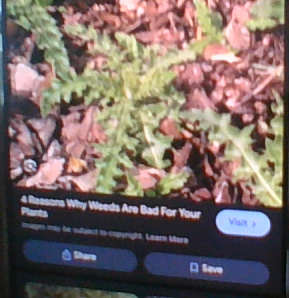 4 Reasons Why Weeds Are Bad For Your
Plants
Images may be subject to copyright. Learn More
Visit >
Share
Save